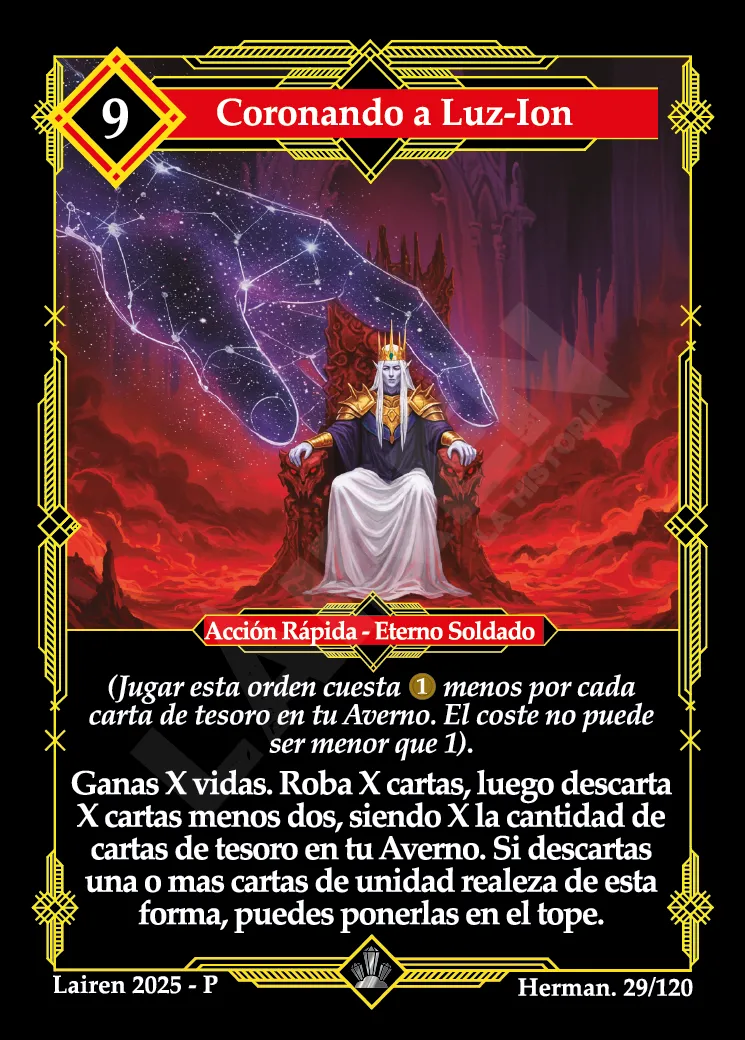 9
Coronando a Luz-Ion
Acción Rápida - Eterno Soldado
(Jugar esta orden cuesta 1 menos por cada
carta de tesoro en tu Averno. El coste no puede
ser menor que 1).
Ganas X vidas. Roba X cartas, luego descarta
X cartas menos dos, siendo X la cantidad de
cartas de tesoro en tu Averno. Si descartas
una o mas cartas de unidad realeza de esta
forma, puedes ponerlas en el tope.
Lairen 2025 - P
Herman. 29/120